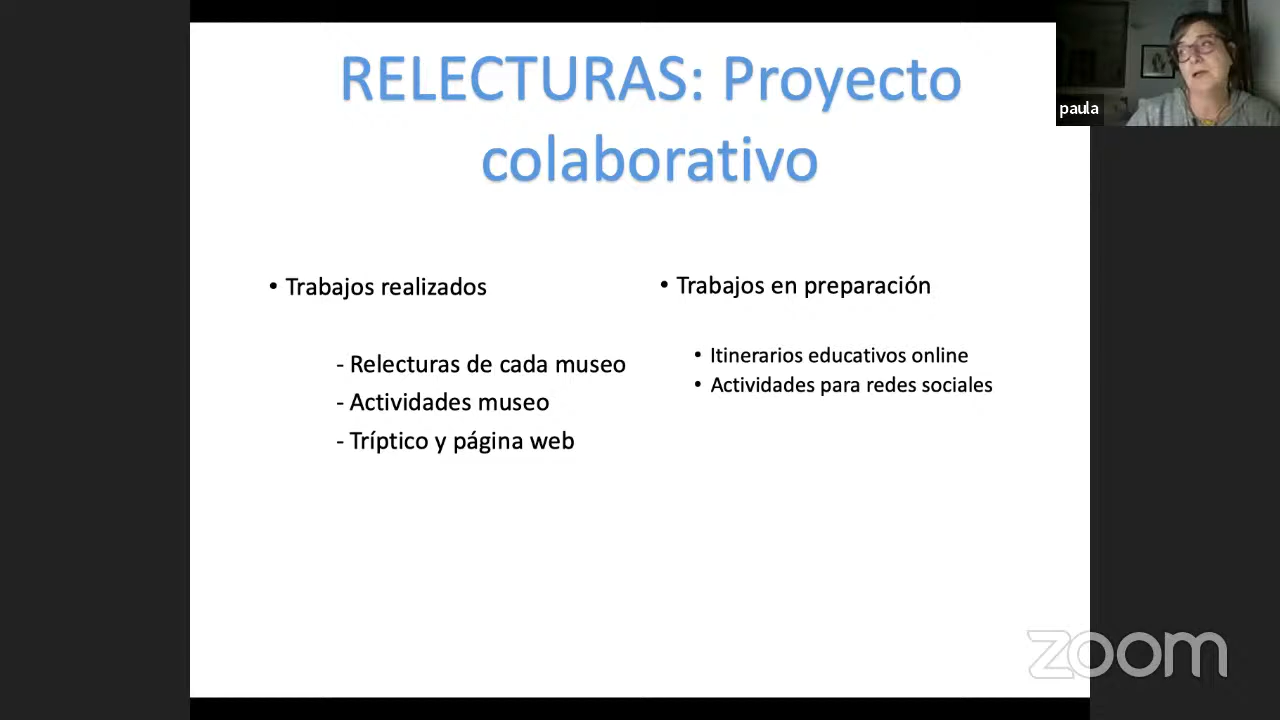 RELECTURAS: Proyecto
colaborativo
paula
• Trabajos realizados
- Relecturas de cada museo
- Actividades museo
- Tríptico y página web
• Trabajos en preparación
• Itinerarios educativos online
• Actividades para redes sociales
zoom